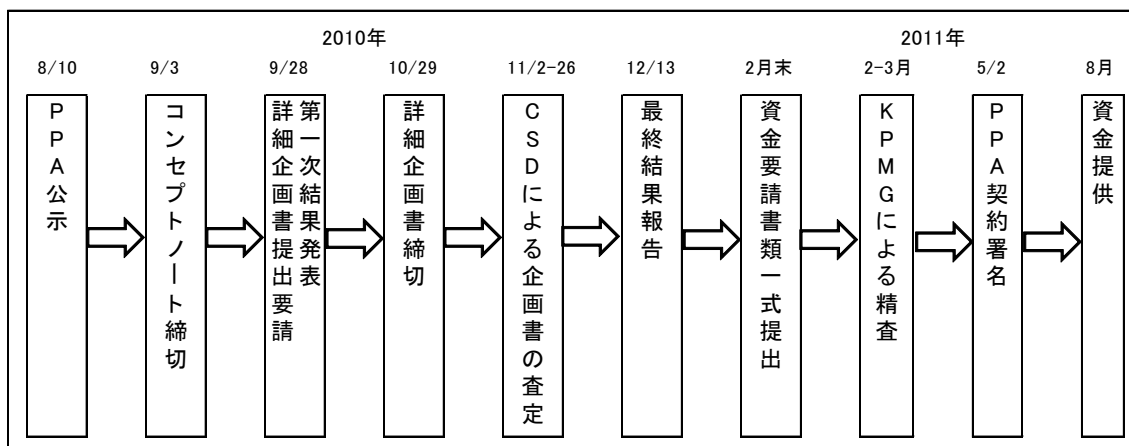 2010年
2011年
8/10
9/3
9/28
10/29
11/2-26
12/13
2月末
2-3月
5/2
8月
PPA公示
コンセプトノート締切
第一次結果発表
詳細企画書提出要請
詳細企画書締切
CSDによる企画書の査定
最終結果報告
資金要請書類一式提出
KPMGによる精査
PPA契約署名
資金提供